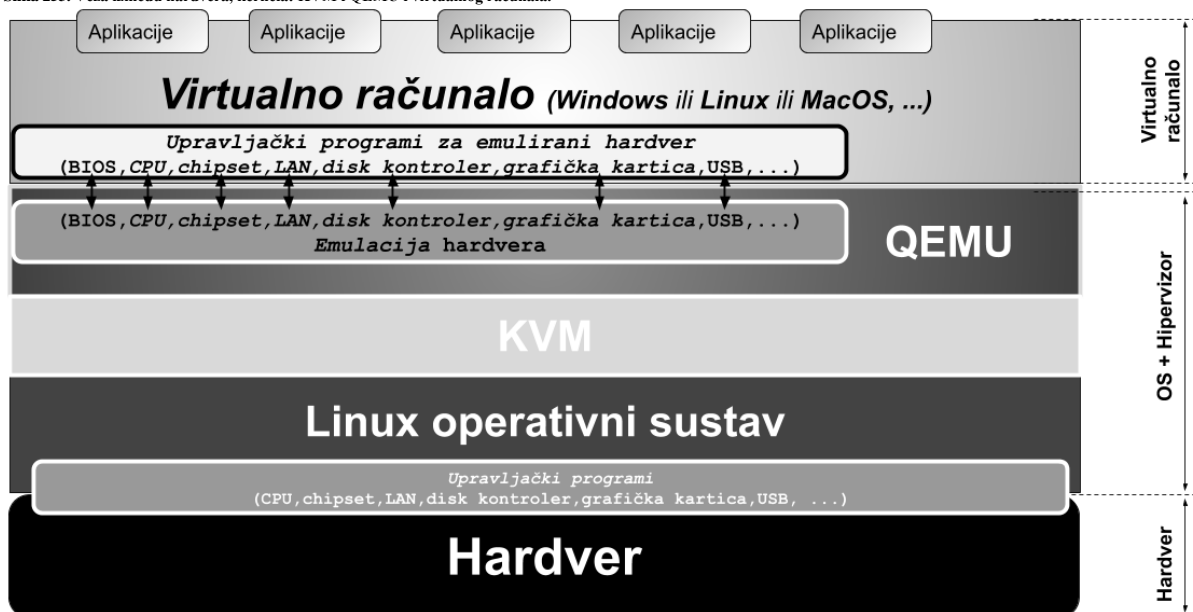 Aplikacije Aplikacije Aplikacije Aplikacije Aplikacije
Virtualno računalo (Windows ili Linux ili MacOS, ...)
Upravljački programi za emulirani hardver
(BIOS,CPU,chipset,LAN,disk kontroler,grafička kartica,USB,...)
(BIOS,CPU,chipset,LAN,disk kontroler,grafička kartica,USB,...)
Emulacija hardvera
QEMU
KVM
Linux operativni sustav
Upravljački programi
(CPU,chipset,LAN,disk kontroler,grafička kartica,USB, ...)
Hardver
Virtualno
računalo
OS + Hipervizor
Hardver